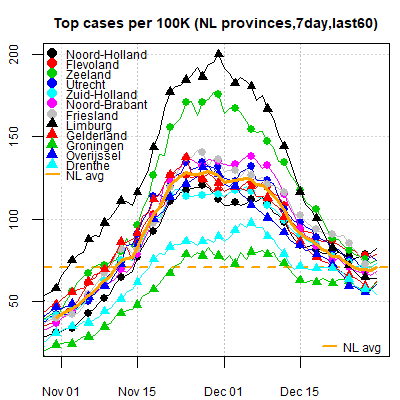 Top cases per 100K (NL provinces,7day,last60)
200
150
100
50
Noord-Holland
Flevoland
Zeeland
Utrecht
Zuid-Holland
Noord-Brabant
Friesland
Limburg
Gelderland
Groningen
Overijssel
Drenthe
NL avg
NL avg
Nov 01 Nov 15 Dec 01 Dec 15